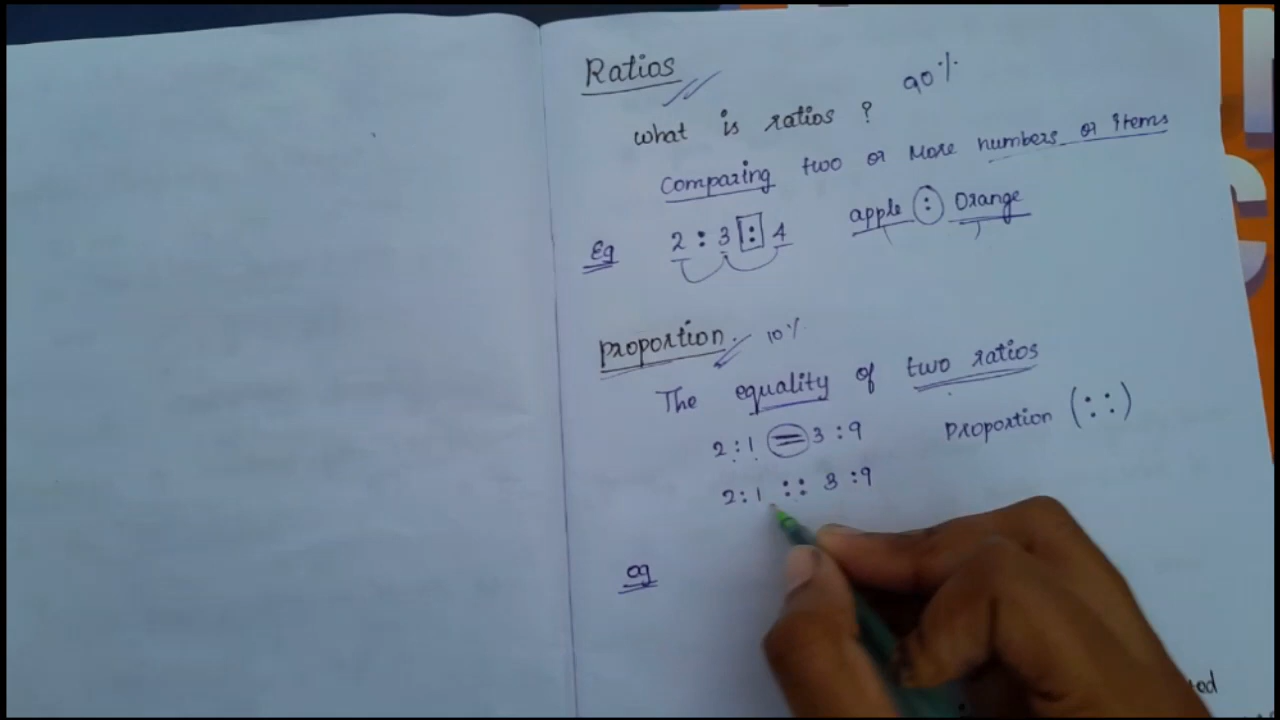 Ratios
90%
What is ratios ?
Comparing two or more numbers or items
Eg 2 : 3 : 4 apple : Orange
Proportion. 10%
The equality of two ratios
2:1 = 3:9 Proportion (::)
2:1 :: 3:9